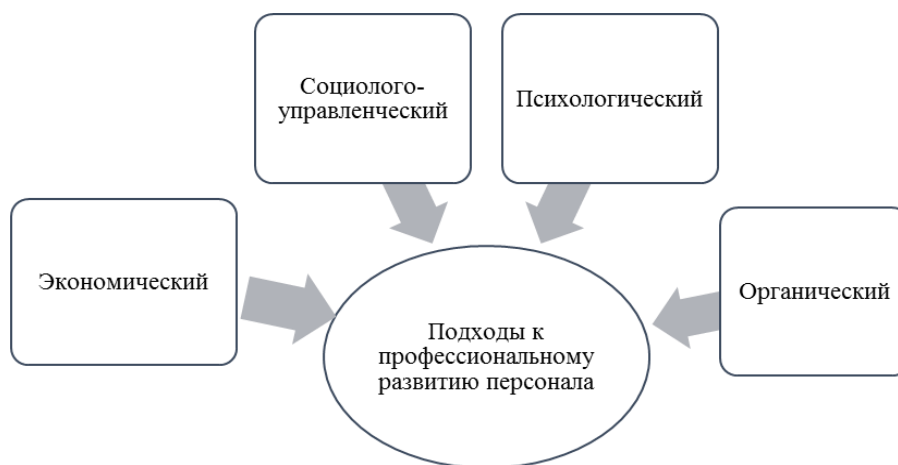 Социолого-
управленческий
Психологический
Экономический
Органический
Подходы к
профессиональному
развитию персонала